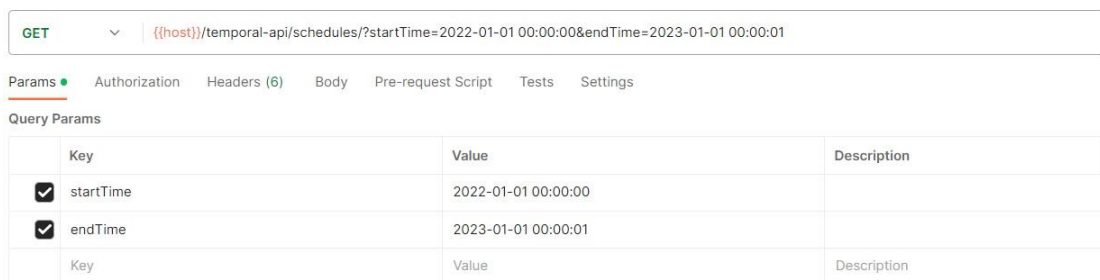 GET {{host}}/temporal-api/schedules/?startTime=2022-01-01 00:00:00&endTime=2023-01-01 00:00:01
Params Authorization Headers (6) Body Pre-request Script Tests Settings
Query Params
Key Value Description
startTime 2022-01-01 00:00:00
endTime 2023-01-01 00:00:01
Key Value Description